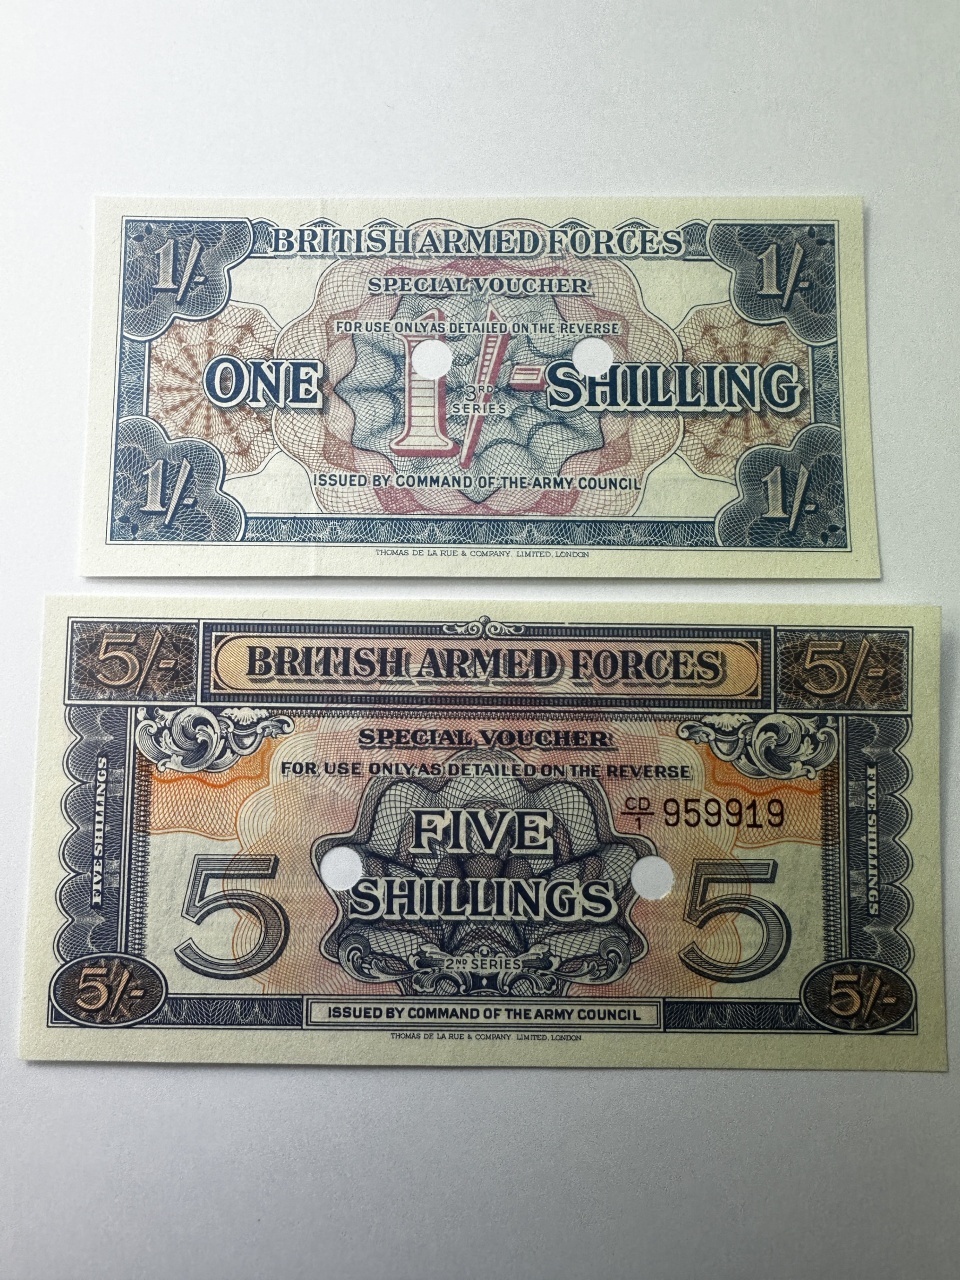 1/- BRITISH ARMED FORCES 1/-
SPECIAL VOUCHER
FOR USE ONLY AS DETAILED ON THE REVERSE
ONE 1/- SHILLING
3RD
SERIES
1/- ISSUED BY COMMAND OF THE ARMY COUNCIL 1/-
THOMAS DE LA RUE & COMPANY, LIMITED, LONDON
5/- BRITISH ARMED FORCES 5/-
SPECIAL VOUCHER
FOR USE ONLY AS DETAILED ON THE REVERSE
CD/1 959919
FIVE SHILLINGS
FIVE
5 SHILLINGS 5
FIVE SHILLINGS
2ND SERIES
5/- ISSUED BY COMMAND OF THE ARMY COUNCIL 5/-
THOMAS DE LA RUE & COMPANY, LIMITED, LONDON